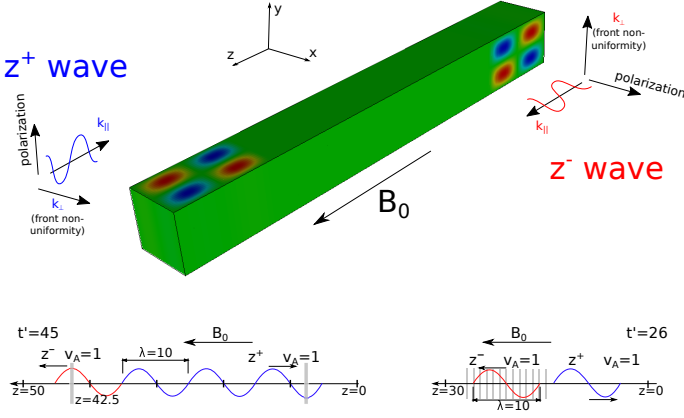 y
z
x
z+ wave
polarization
k||
k⊥
(front non-
uniformity)
B0
k⊥
(front non-
uniformity)
polarization
k||
z- wave
t'=45
B0
z- vA=1
λ=10
z+ vA=1
z=50
z=42.5
z=0
t'=26
B0
z- vA=1
z+
vA=1
z=30
λ=10
z=0